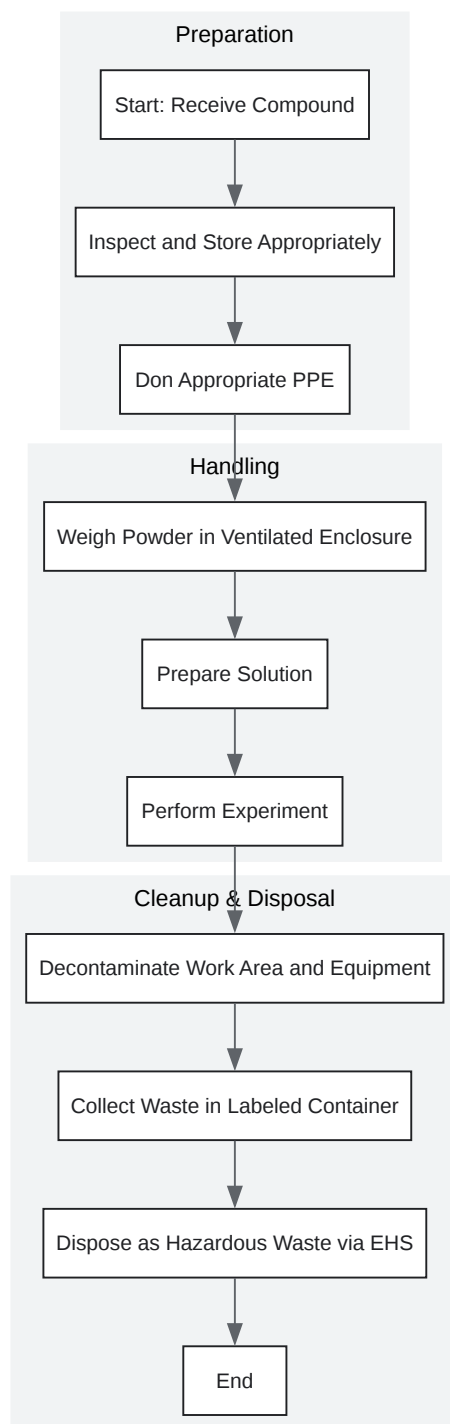 Preparation
Start: Receive Compound
Inspect and Store Appropriately
Don Appropriate PPE
Handling
Weigh Powder in Ventilated Enclosure
Prepare Solution
Perform Experiment
Cleanup & Disposal
Decontaminate Work Area and Equipment
Collect Waste in Labeled Container
Dispose as Hazardous Waste via EHS
End